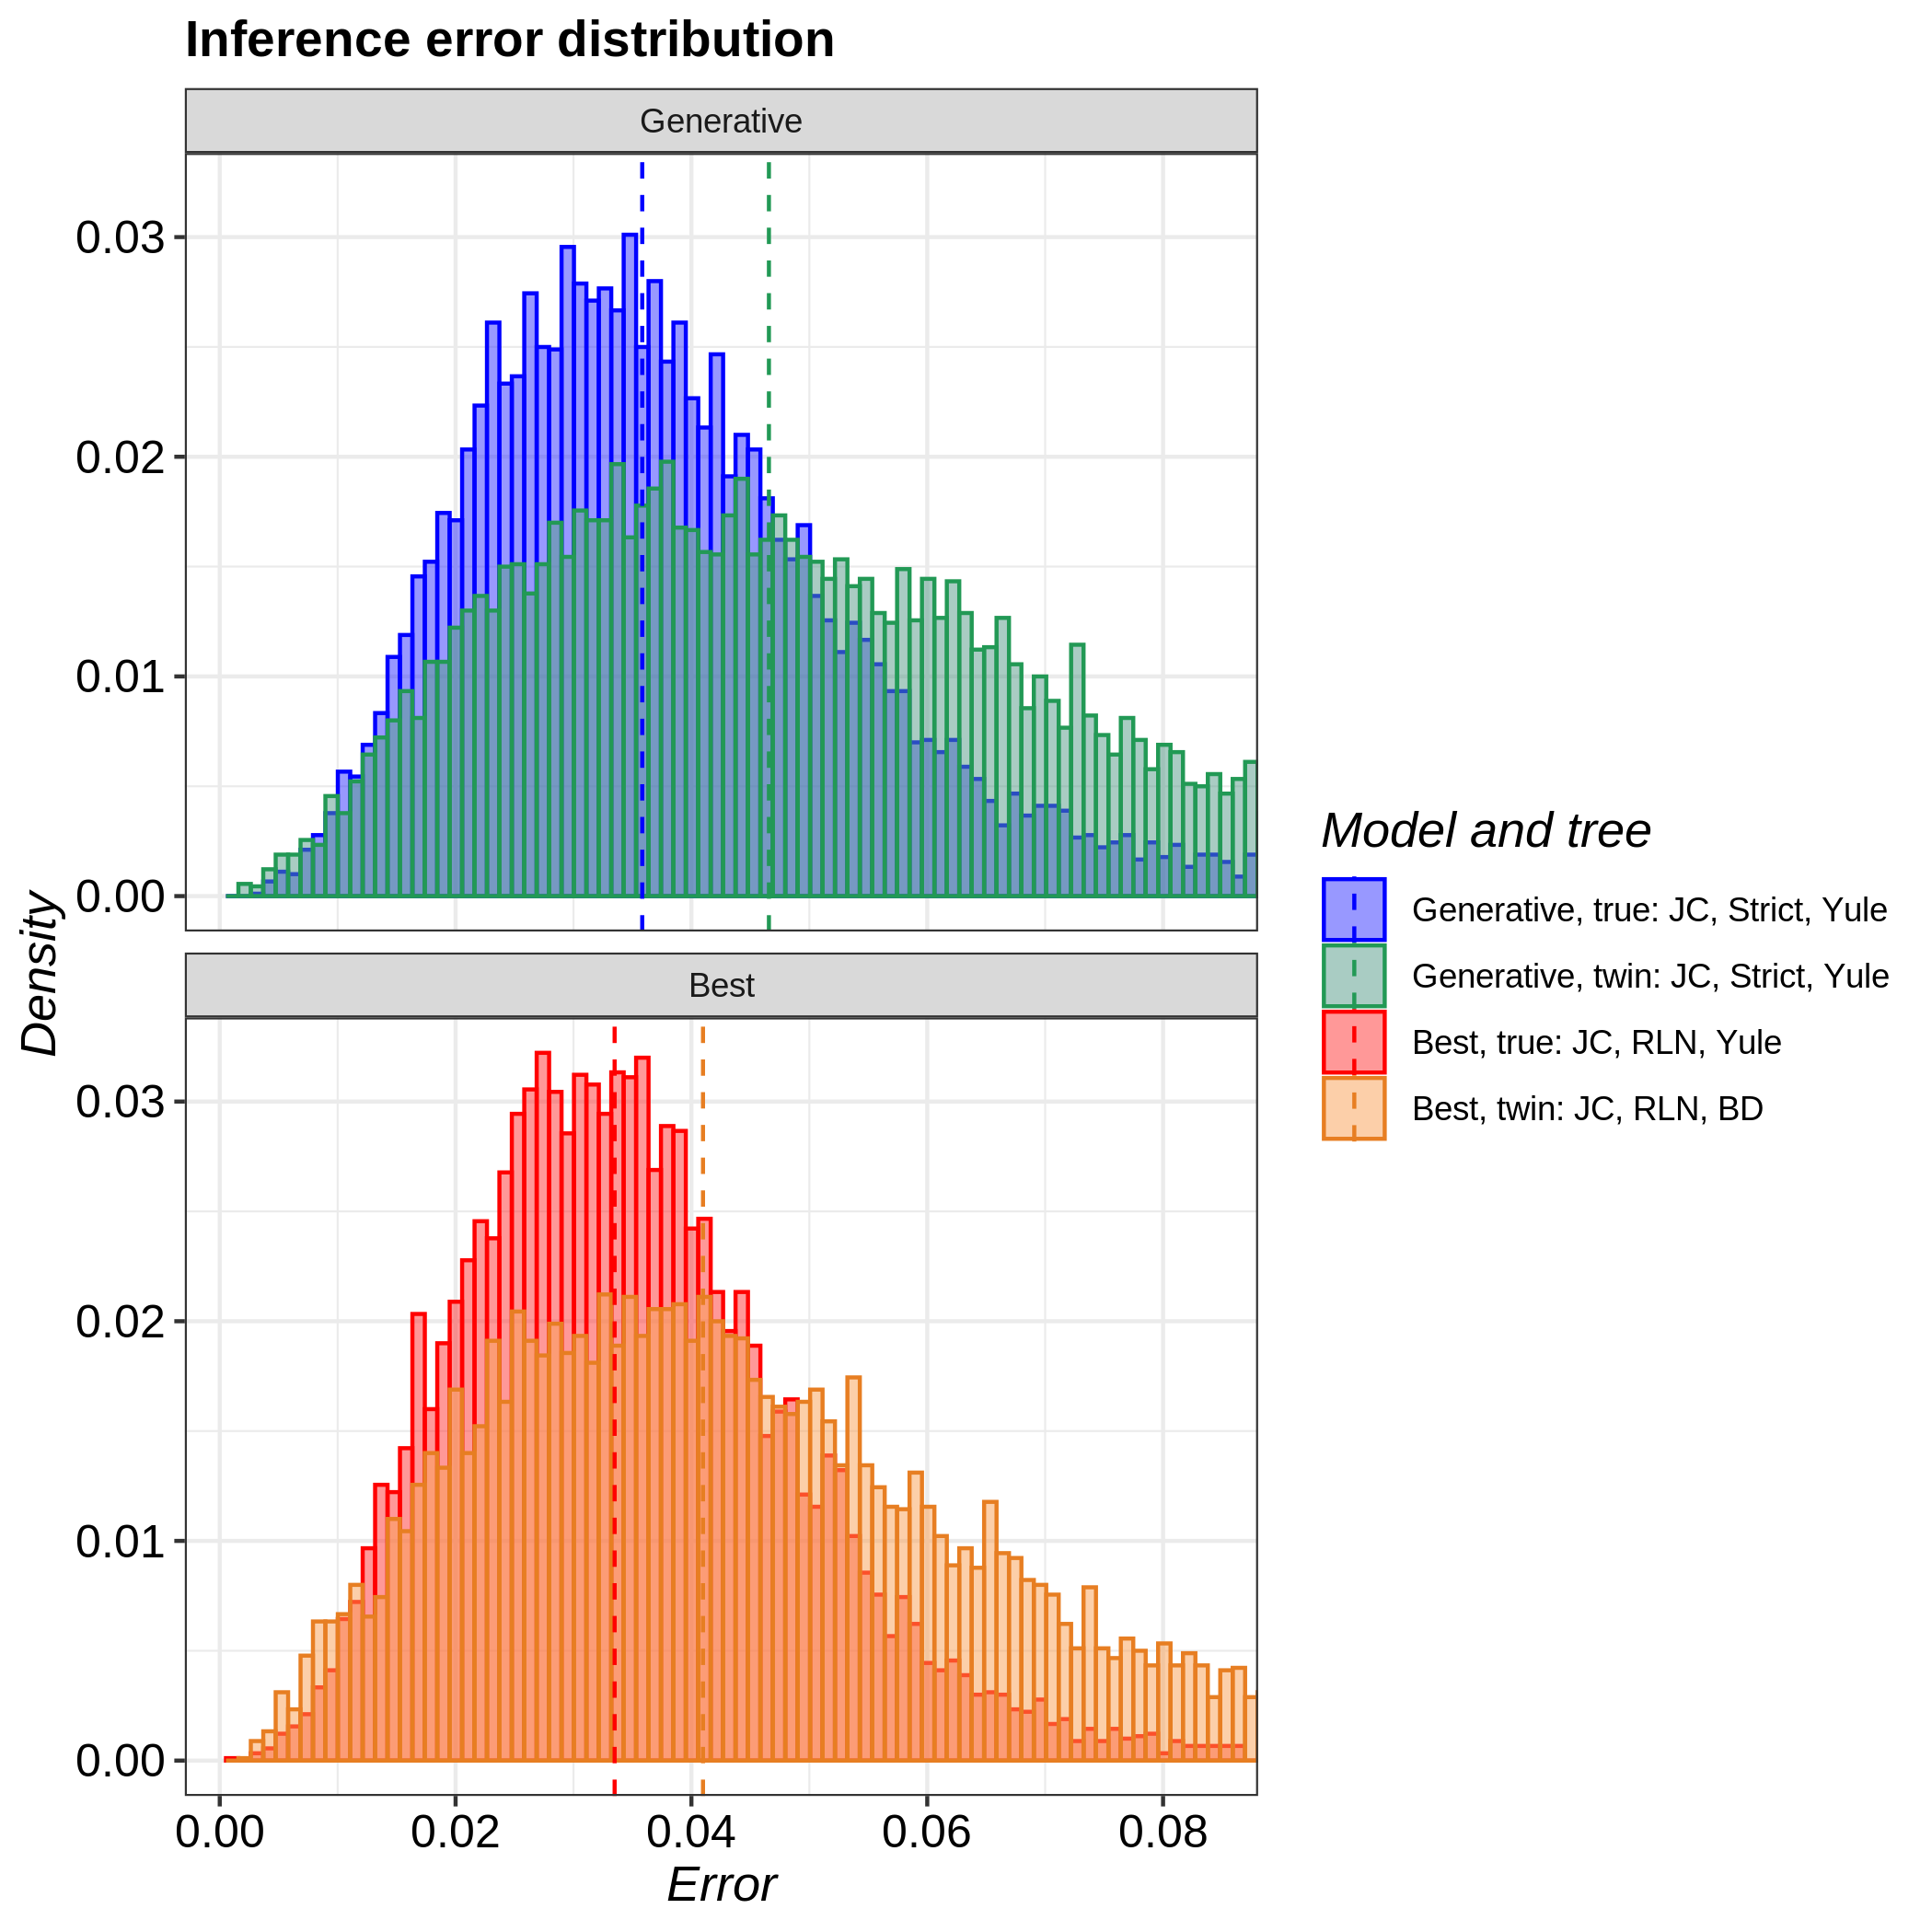 Inference error distribution
Generative
0.03
0.02
0.01
0.00
Density
Best
0.03
0.02
0.01
0.00
0.00 0.02 0.04 0.06 0.08
Error
Model and tree
Generative, true: JC, Strict, Yule
Generative, twin: JC, Strict, Yule
Best, true: JC, RLN, Yule
Best, twin: JC, RLN, BD